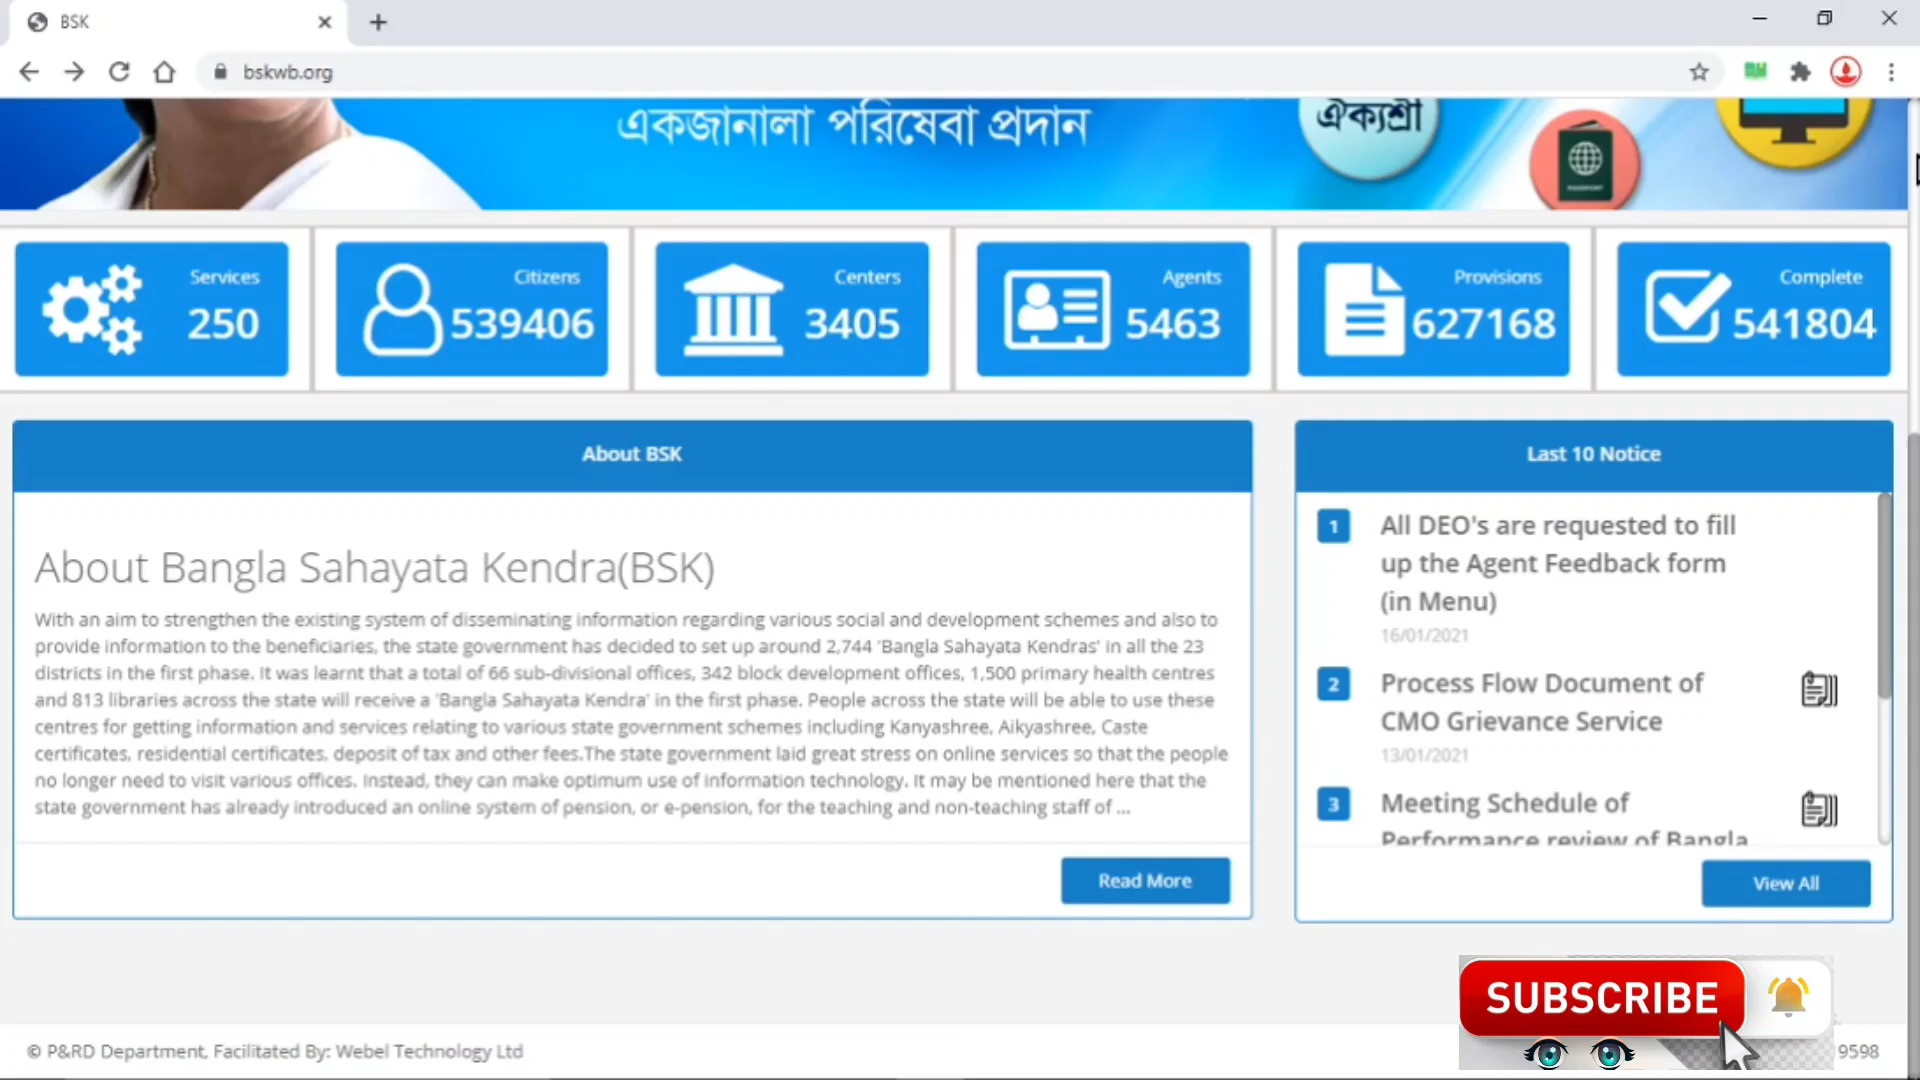 BSK
bskwb.org
একজানালা পরিষেবা প্রদান
ঐক্যশ্রী
PASSPORT
Services
250
Citizens
539406
Centers
3405
Agents
5463
Provisions
627168
Complete
541804
About BSK
About Bangla Sahayata Kendra(BSK)
With an aim to strengthen the existing system of disseminating information regarding various social and development schemes and also to
provide information to the beneficiaries, the state government has decided to set up around 2,744 'Bangla Sahayata Kendras' in all the 23
districts in the first phase. It was learnt that a total of 66 sub-divisional offices, 342 block development offices, 1,500 primary health centres
and 813 libraries across the state will receive a 'Bangla Sahayata Kendra' in the first phase. People across the state will be able to use these
centres for getting information and services relating to various state government schemes including Kanyashree, Aikyashree, Caste
certificates, residential certificates, deposit of tax and other fees.The state government laid great stress on online services so that the people
no longer need to visit various offices. Instead, they can make optimum use of information technology. It may be mentioned here that the
state government has already introduced an online system of pension, or e-pension, for the teaching and non-teaching staff of ...
Read More
Last 10 Notice
1
All DEO's are requested to fill
up the Agent Feedback form
(in Menu)
16/01/2021
2
Process Flow Document of
CMO Grievance Service
13/01/2021
3
Meeting Schedule of
Performance review of Bangla
View All
SUBSCRIBE
© P&RD Department, Facilitated By: Webel Technology Ltd
9598